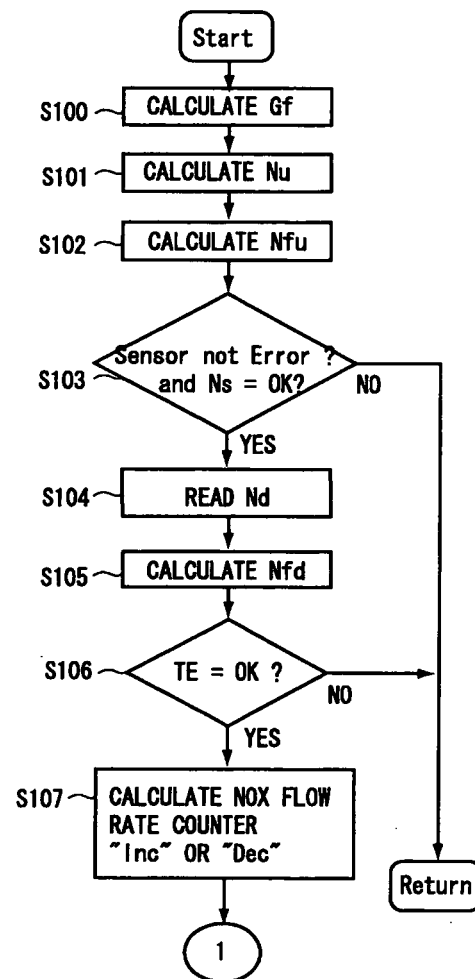 Start
S100
CALCULATE Gf
S101
CALCULATE Nu
S102
CALCULATE Nfu
Sensor not Error ?
and Ns = OK?
S103
NO
YES
S104
READ Nd
S105
CALCULATE Nfd
S106
TE = OK ?
NO
YES
S107
CALCULATE NOX FLOW
RATE COUNTER
"Inc" OR "Dec"
Return
1